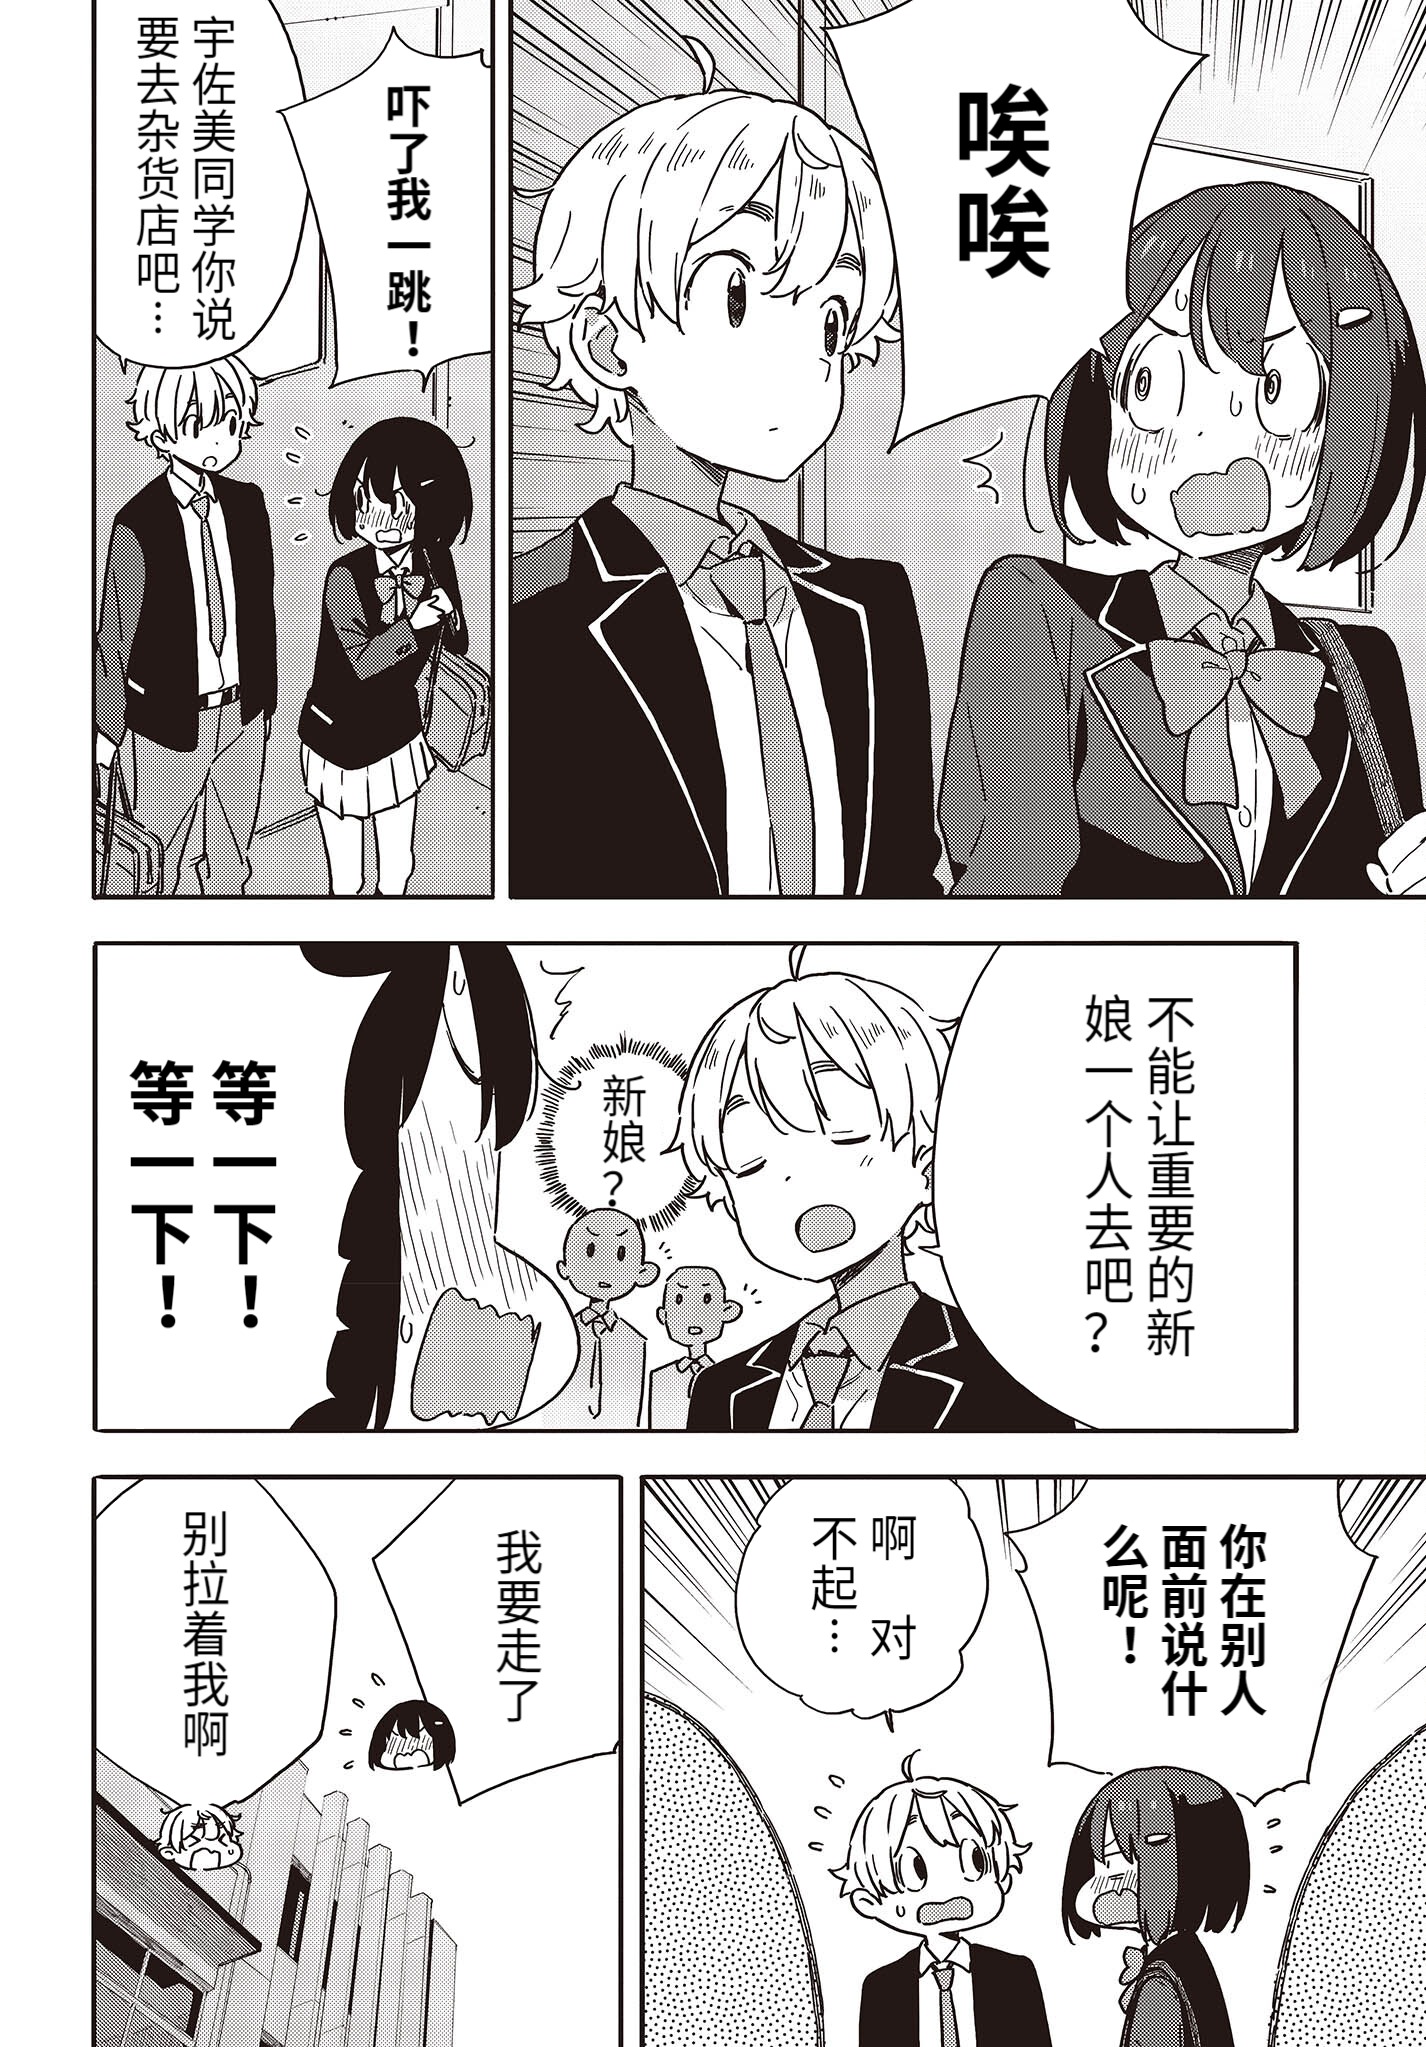 唉唉
吓了我一跳！
宇佐美同学你说
要去杂货店吧…
不能让重要的新
娘一个人去吧？
新娘？
等一下！
等一下！
你在别人
面前说什
么呢！
啊 对
不起…
我要走了
别拉着我啊